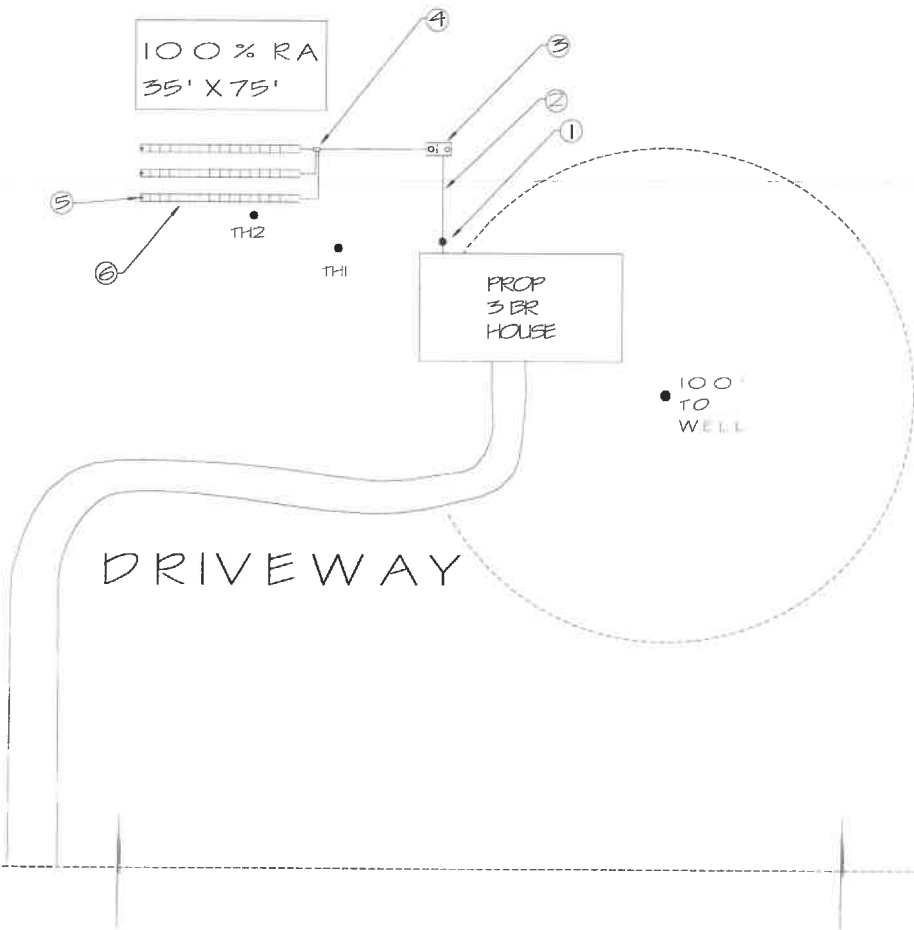 4
100% RA
35' X 75'
3
2
1
5
TH2
6
TH1
PROP
3 BR
HOUSE
100'
TO
WELL
DRIVEWAY